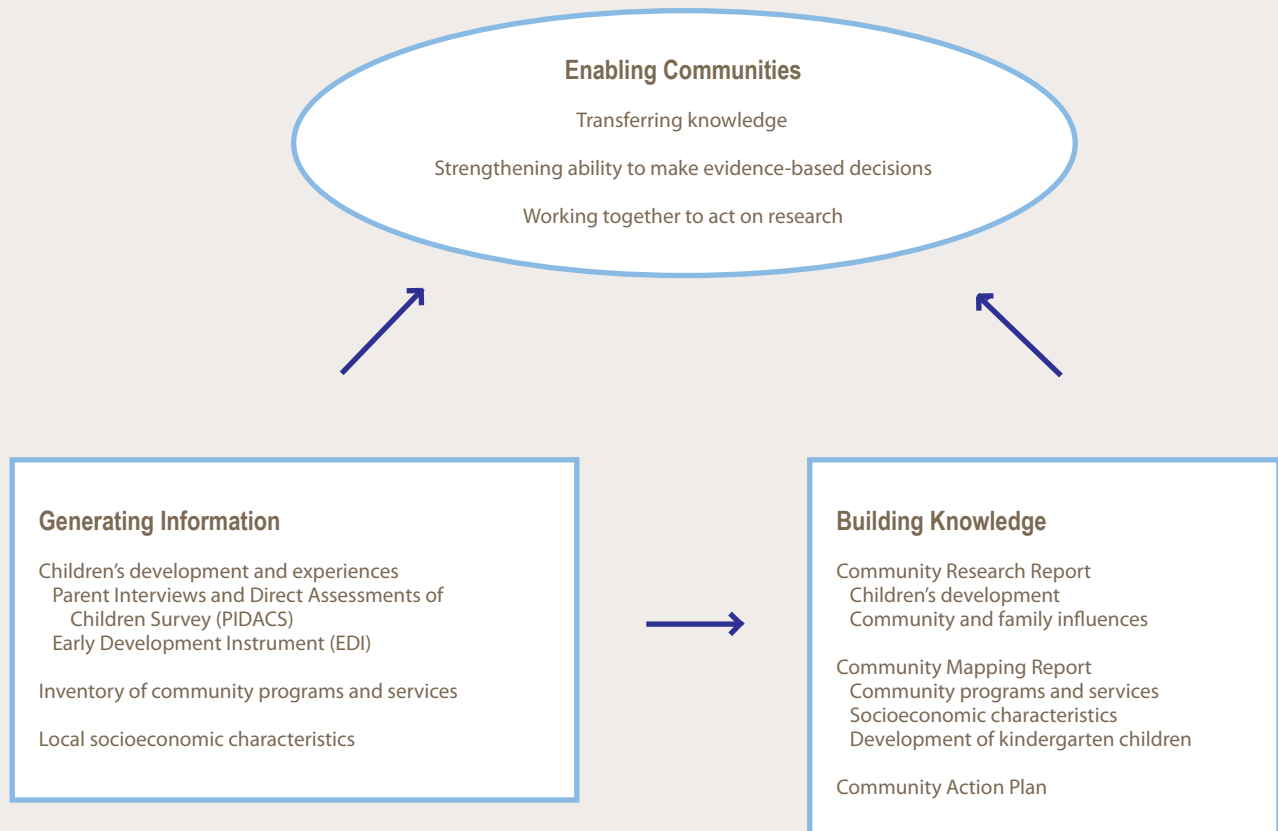 Enabling Communities
Transferring knowledge
Strengthening ability to make evidence-based decisions
Working together to act on research
Generating Information
Children’s development and experiences
Parent Interviews and Direct Assessments of
Children Survey (PIDACS)
Early Development Instrument (EDI)
Inventory of community programs and services
Local socioeconomic characteristics
Building Knowledge
Community Research Report
Children’s development
Community and family influences
Community Mapping Report
Community programs and services
Socioeconomic characteristics
Development of kindergarten children
Community Action Plan